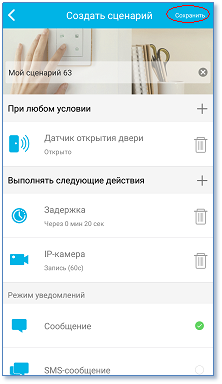 Создать сценарий
Сохранить
Мой сценарий 63
При любом условии
Датчик открытия двери
Открыто
Выполнять следующие действия
Задержка
Через 0 мин 20 сек
IP-камера
Запись (60с)
Режим уведомлений
Сообщение
SMS-сообщение